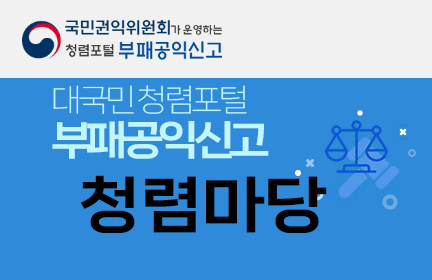 국민권익위원회가 운영하는
청렴포털 부패공익신고
대국민 청렴포털
부패공익신고
청렴마당